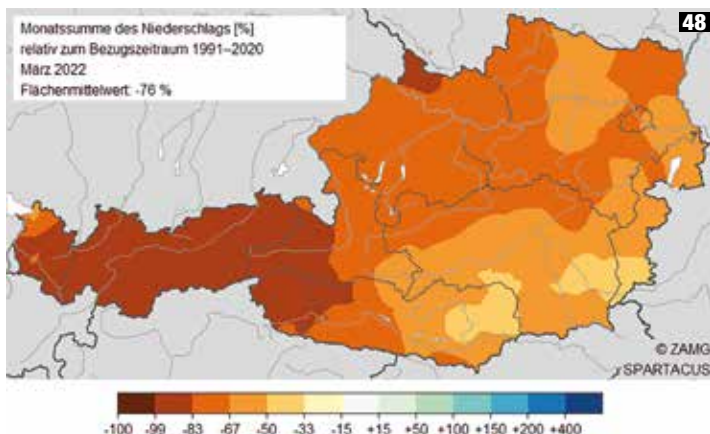 Monatssumme des Niederschlags [%]
relativ zum Bezugszeitraum 1991–2020
März 2022
Flächenmittelwert: -76 %
48
© ZAMG
SPARTACUS
-100 -99 -83 -67 -50 -33 -15 +15 +50 +100 +150 +200 +400